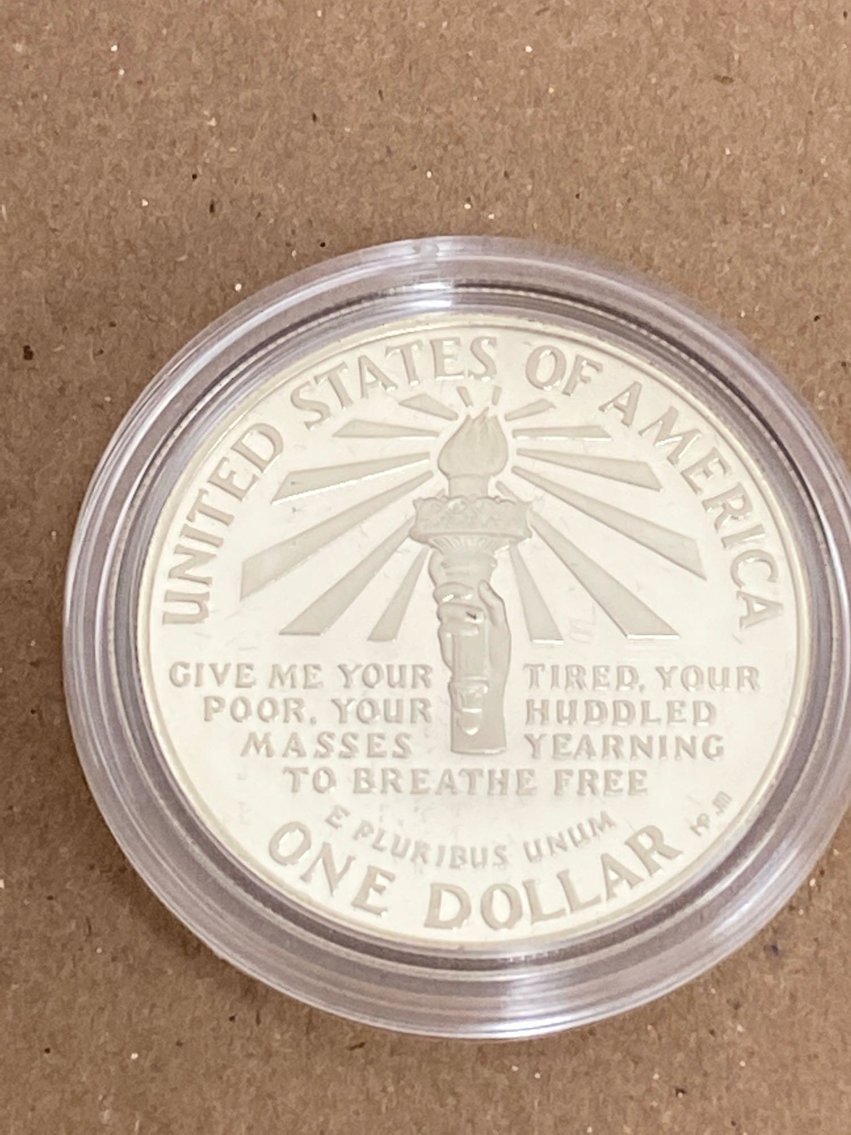 UNITED STATES OF AMERICA
GIVE ME YOUR TIRED, YOUR
POOR, YOUR HUDDLED
MASSES YEARNING
TO BREATHE FREE
E PLURIBUS UNUM
ONE DOLLAR